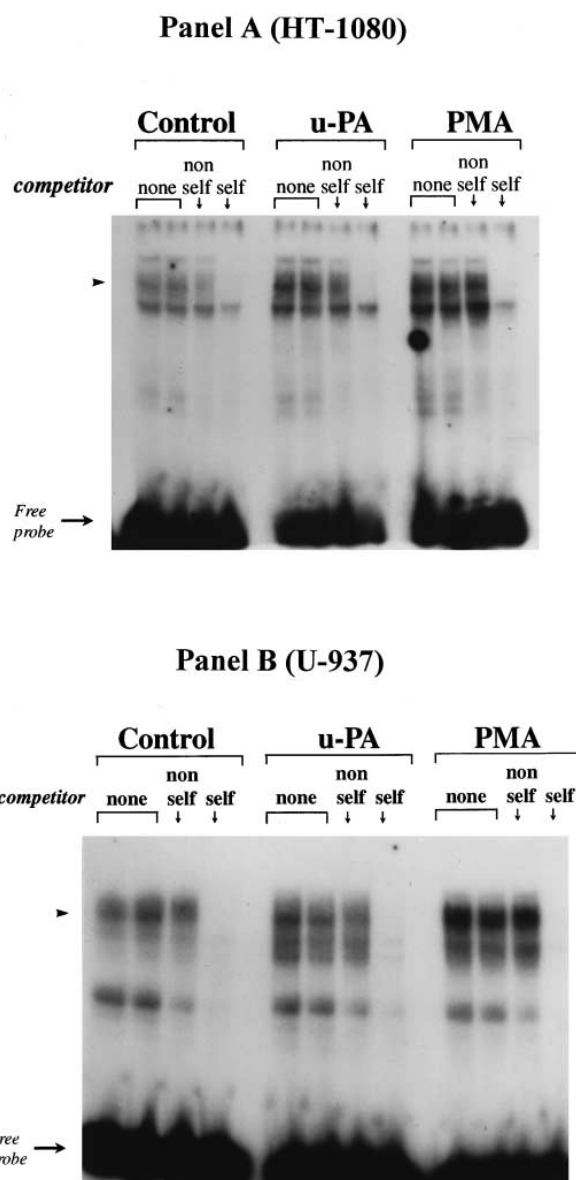 Panel A (HT-1080)
Control u-PA PMA
non non non
competitor none self self none self self none self self
Free
probe
Panel B (U-937)
Control u-PA PMA
non non non
competitor none self self none self self none self self
ree
robe